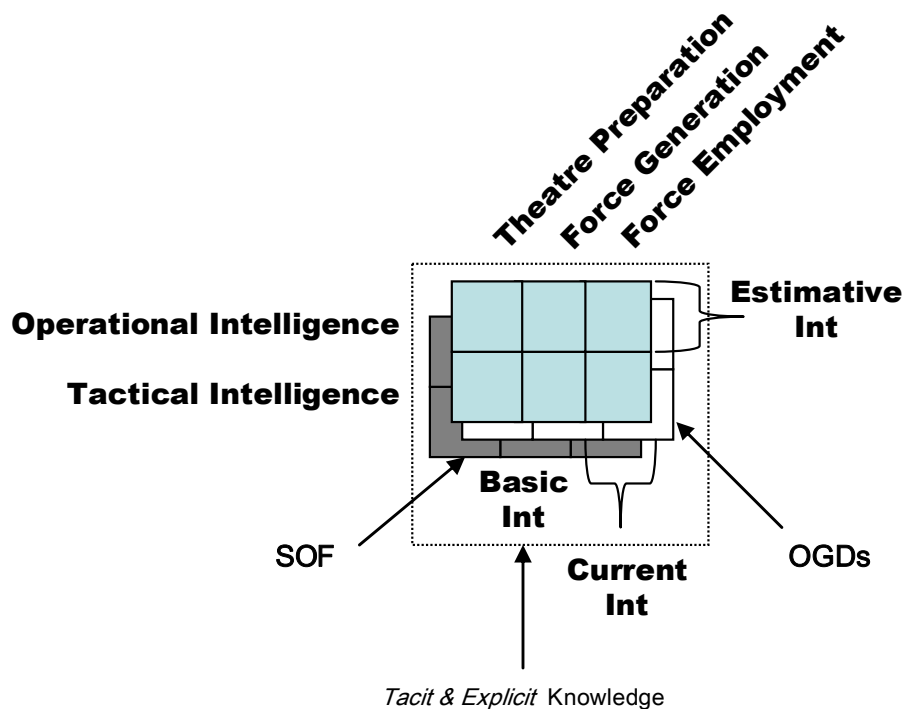 Theatre Preparation
Force Generation
Force Employment
Estimative
Int
Operational Intelligence
Tactical Intelligence
Basic
Int
SOF
OGDs
Current
Int
Tacit & Explicit Knowledge